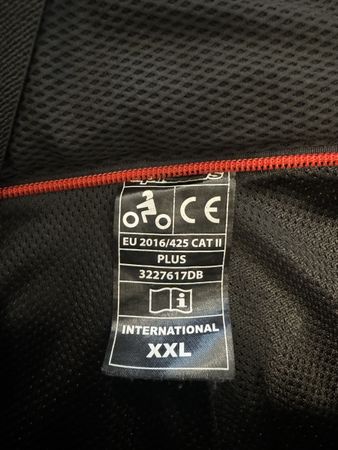 CE
EU 2016/425 CAT II
PLUS
3227617DB
i
INTERNATIONAL
XXL